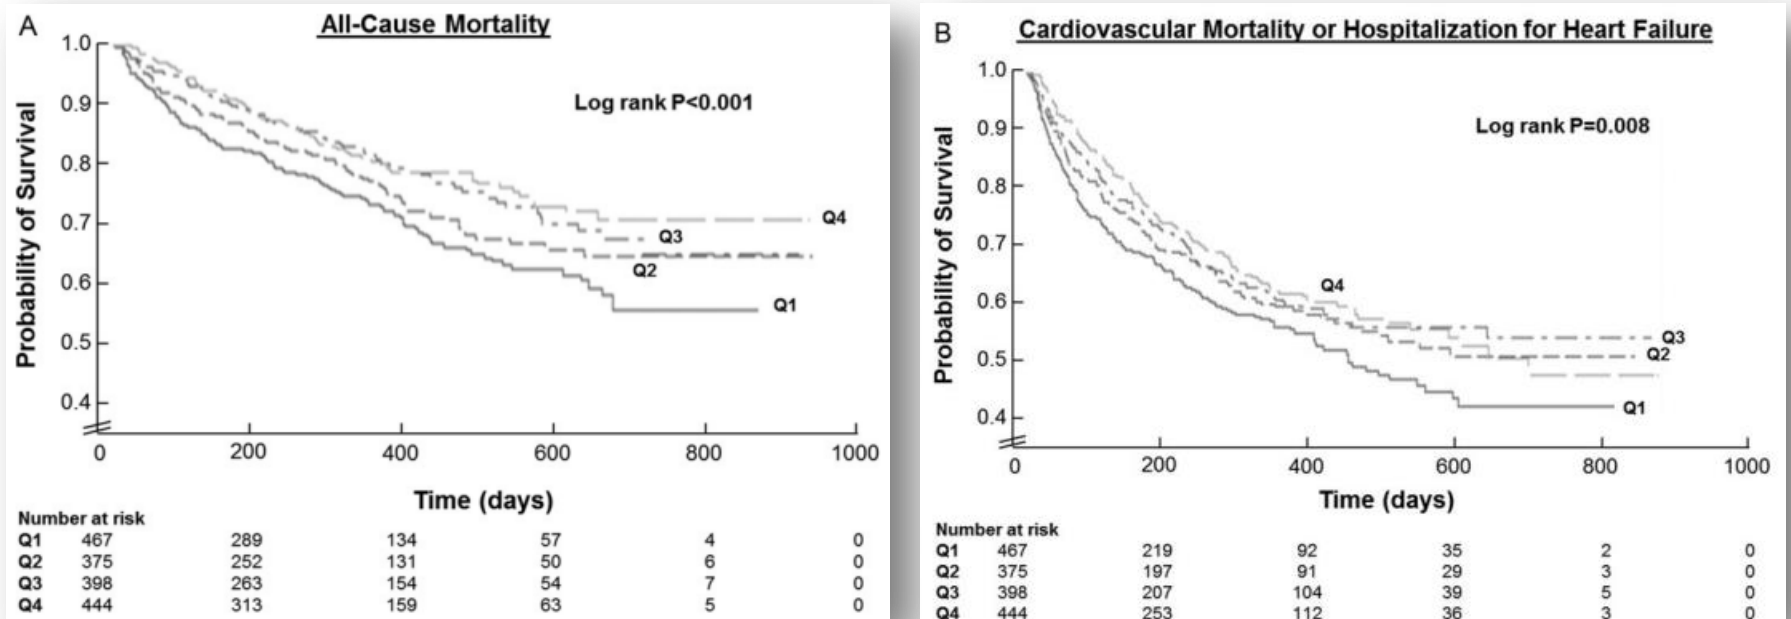 A
All-Cause Mortality
Probability of Survival
1.0
0.9
0.8
0.7
0.6
0.5
0.4
Log rank P<0.001
Q4
Q3
Q2
Q1
0 200 400 600 800 1000
Time (days)
Number at risk
Q1 467 289 134 57 4 0
Q2 375 252 131 50 6 0
Q3 398 263 154 54 7 0
Q4 444 313 159 63 5 0
B
Cardiovascular Mortality or Hospitalization for Heart Failure
Probability of Survival
1.0
0.9
0.8
0.7
0.6
0.5
0.4
Log rank P=0.008
Q4
Q3
Q2
Q1
0 200 400 600 800 1000
Time (days)
Number at risk
Q1 467 219 92 35 2 0
Q2 375 197 91 29 3 0
Q3 398 207 104 39 5 0
Q4 444 253 112 36 3 0